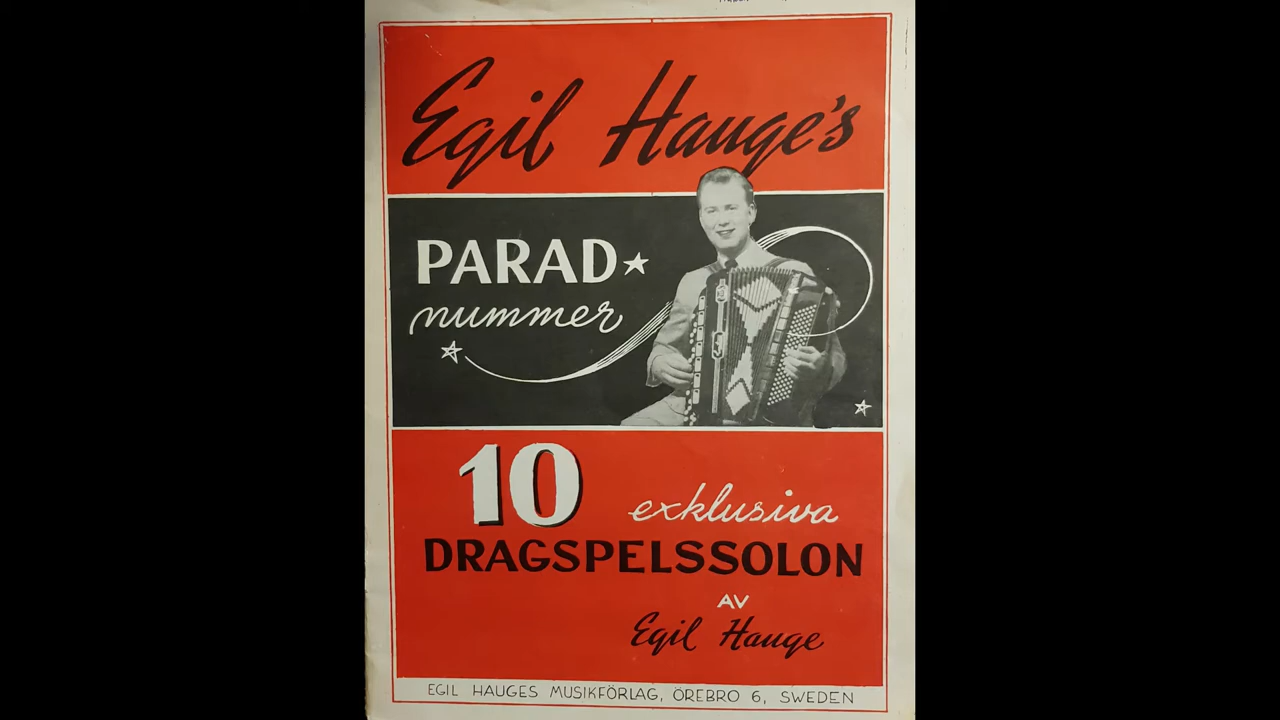 Egil Hauge's
PARAD
nummer
10 exklusiva
DRAGSPELSSOLON
AV
Egil Hauge
EGIL HAUGES MUSIKFÖRLAG, ÖREBRO 6, SWEDEN